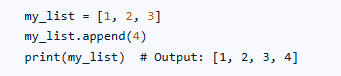 my_list = [1, 2, 3]
my_list.append(4)
print(my_list)  # Output: [1, 2, 3, 4]